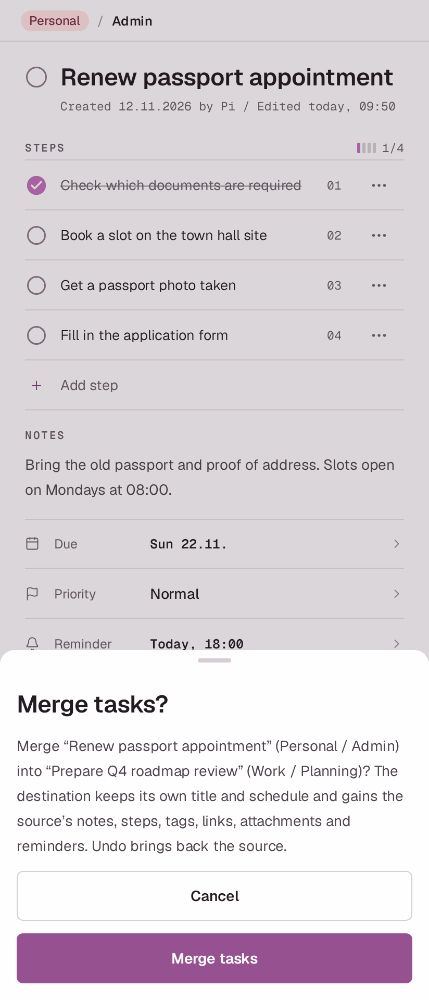 Personal / Admin
Renew passport appointment
Created 12.11.2026 by Pi / Edited today, 09:50
STEPS 1/4
Check which documents are required 01
Book a slot on the town hall site 02
Get a passport photo taken 03
Fill in the application form 04
+ Add step
NOTES
Bring the old passport and proof of address. Slots open
on Mondays at 08:00.
Due Sun 22.11.
Priority Normal
Reminder Today, 18:00
Merge tasks?
Merge “Renew passport appointment” (Personal / Admin)
into “Prepare Q4 roadmap review” (Work / Planning)? The
destination keeps its own title and schedule and gains the
source’s notes, steps, tags, links, attachments and
reminders. Undo brings back the source.
Cancel
Merge tasks